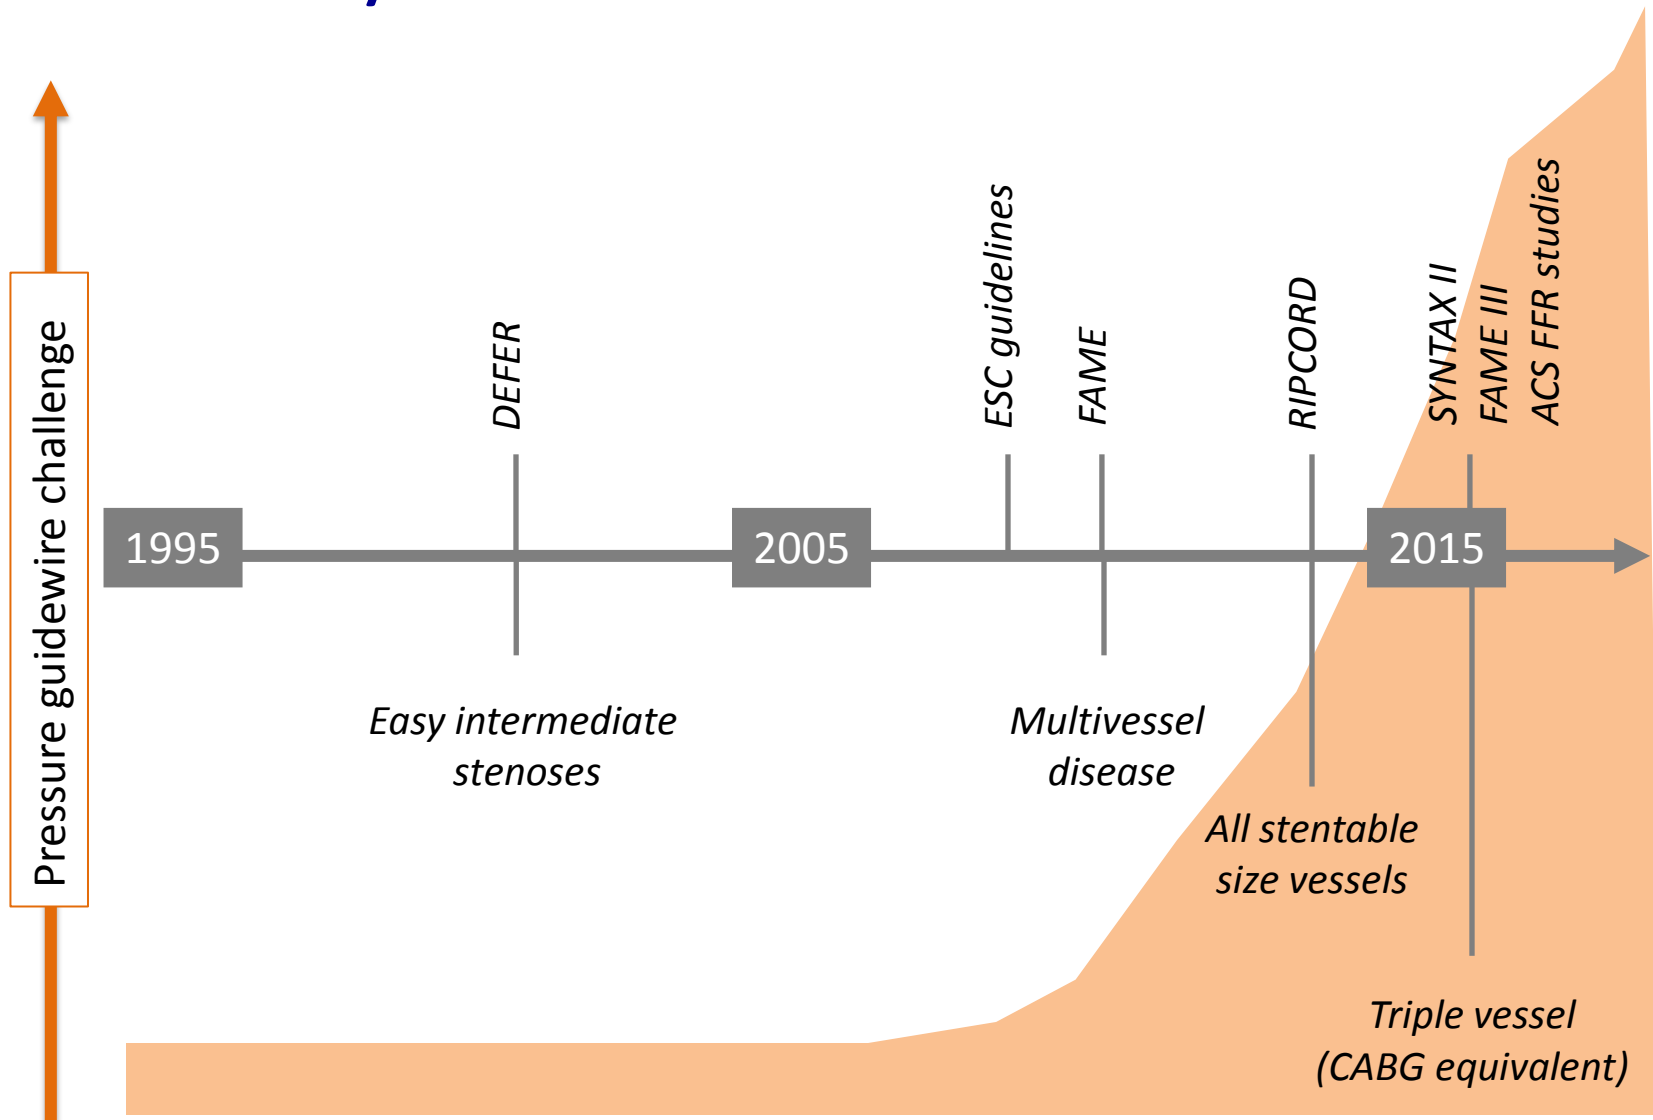 Pressure guidewire challenge
DEFER
ESC guidelines
FAME
RIPCORD
SYNTAX II
FAME III
ACS FFR studies
1995
2005
2015
Easy intermediate
stenoses
Multivessel
disease
All stentable
size vessels
Triple vessel
(CABG equivalent)